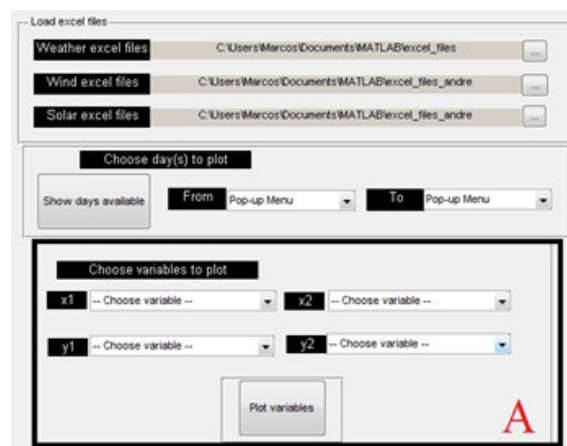 Load excel files
Weather excel files C:\Users\Marcos\Documents\MATLAB\excel_files ...
Wind excel files C:\Users\Marcos\Documents\MATLAB\excel_files_andre ...
Solar excel files C:\Users\Marcos\Documents\MATLAB\excel_files_andre ...
Choose day(s) to plot
Show days available From Pop-up Menu To Pop-up Menu
Choose variables to plot
x1 -- Choose variable -- x2 -- Choose variable --
y1 -- Choose variable -- y2 -- Choose variable --
Plot variables
A